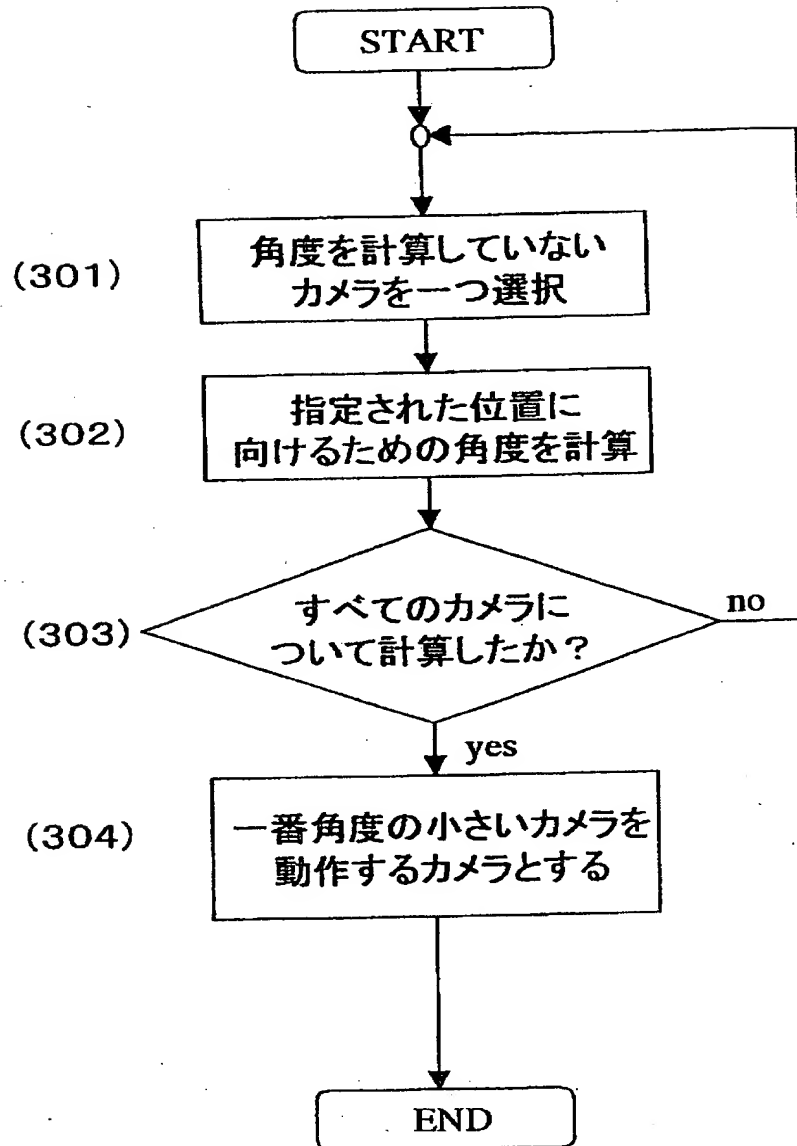 START
(301)
角度を計算していない
カメラを一つ選択
(302)
指定された位置に
向けるための角度を計算
(303)
すべてのカメラに
ついて計算したか？
no
yes
(304)
一番角度の小さいカメラを
動作するカメラとする
END